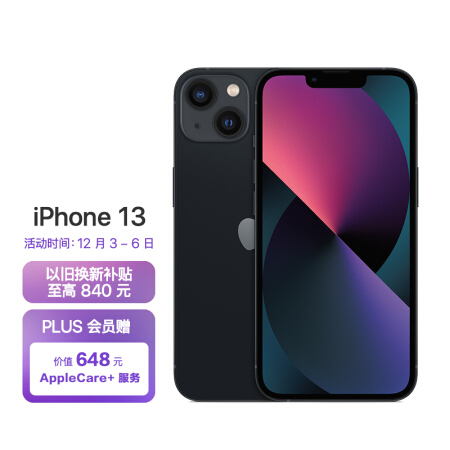 iPhone 13
活动时间：12 月 3 – 6 日
以旧换新补贴
至高 840 元
PLUS 会员赠
价值 648 元
AppleCare+ 服务